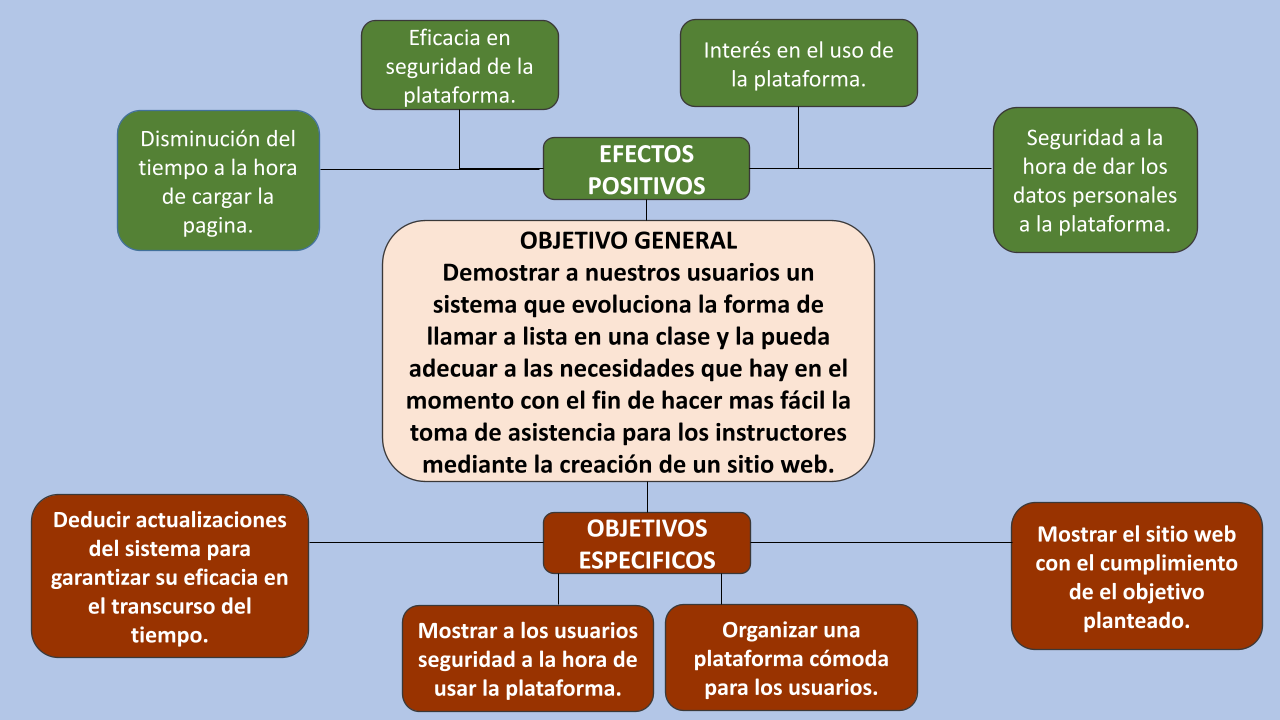 Eficacia en
seguridad de la
plataforma.
Interés en el uso de
la plataforma.
Disminución del
tiempo a la hora
de cargar la
pagina.
EFECTOS
POSITIVOS
Seguridad a la
hora de dar los
datos personales
a la plataforma.
OBJETIVO GENERAL
Demostrar a nuestros usuarios un
sistema que evoluciona la forma de
llamar a lista en una clase y la pueda
adecuar a las necesidades que hay en el
momento con el fin de hacer mas fácil la
toma de asistencia para los instructores
mediante la creación de un sitio web.
Deducir actualizaciones
del sistema para
garantizar su eficacia en
el transcurso del
tiempo.
OBJETIVOS
ESPECIFICOS
Mostrar el sitio web
con el cumplimiento
de el objetivo
planteado.
Mostrar a los usuarios
seguridad a la hora de
usar la plataforma.
Organizar una
plataforma cómoda
para los usuarios.